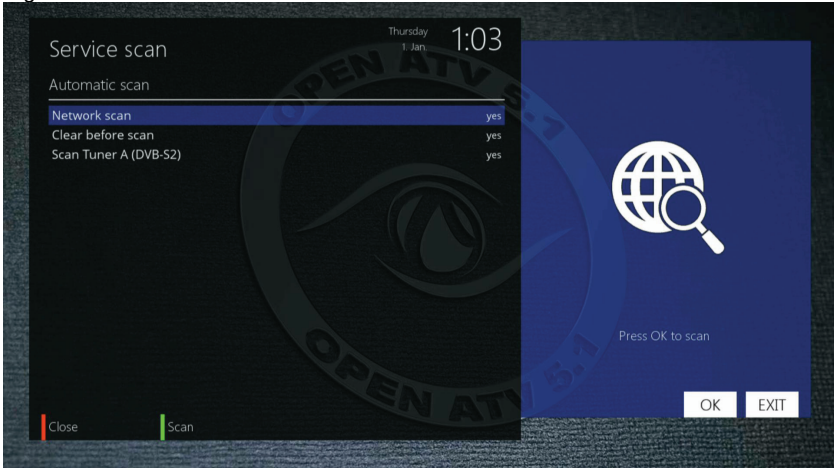 Service scan
Thursday
1. Jan.
1:03
Automatic scan
Network scan yes
Clear before scan yes
Scan Tuner A (DVB-S2) yes
Press OK to scan
OK EXIT
Close Scan
OPEN ATV 5.1
OPEN ATV 5.1